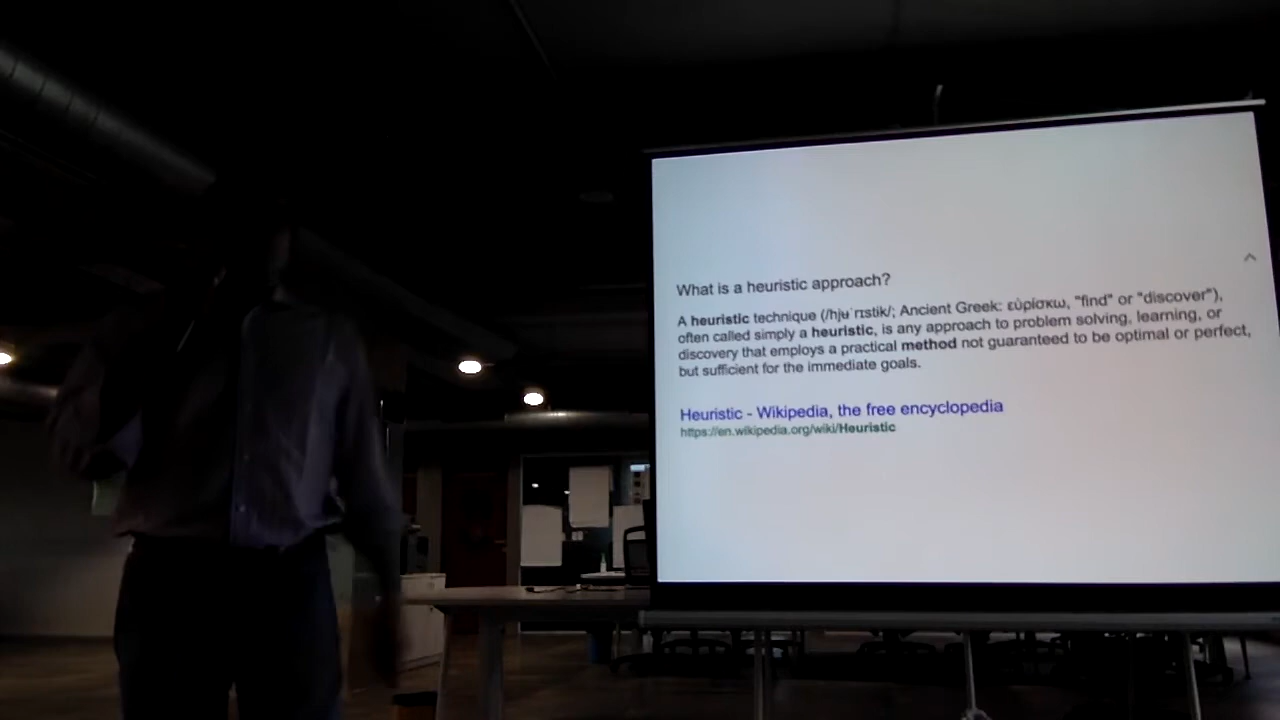 What is a heuristic approach?
A heuristic technique (/hjʉˈrɪstik/; Ancient Greek: εὑρίσκω, "find" or "discover"),
often called simply a heuristic, is any approach to problem solving, learning, or
discovery that employs a practical method not guaranteed to be optimal or perfect,
but sufficient for the immediate goals.
Heuristic - Wikipedia, the free encyclopedia
https://en.wikipedia.org/wiki/Heuristic